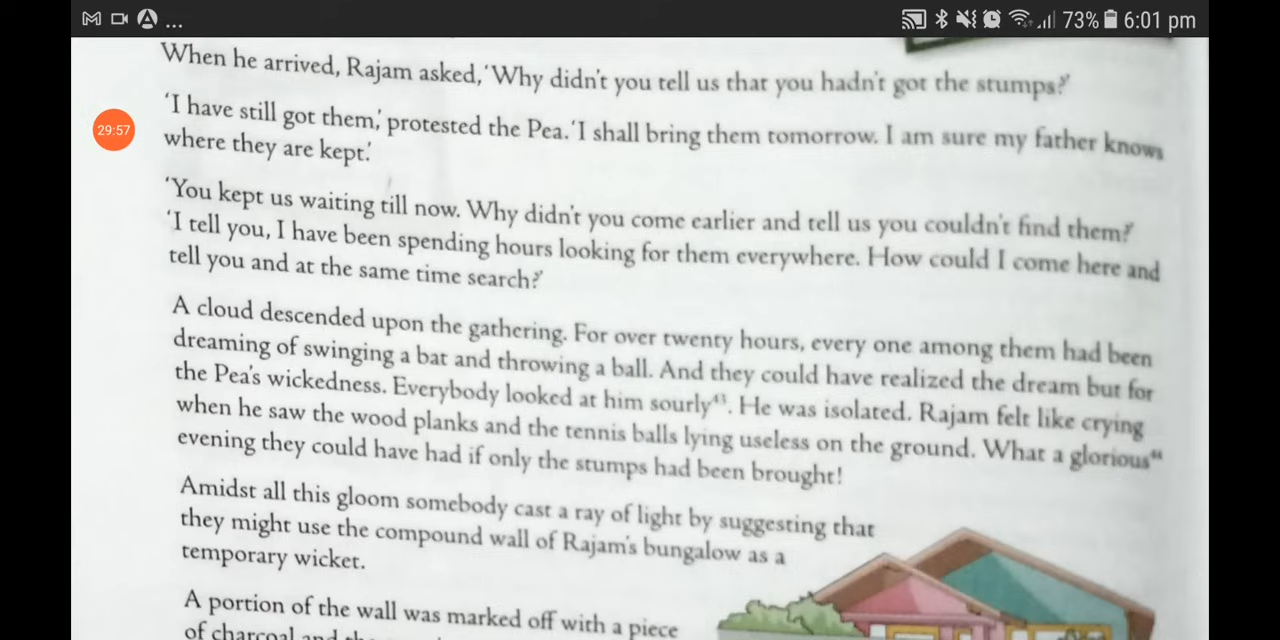 ... 73% 6:01 pm
When he arrived, Rajam asked, 'Why didn't you tell us that you hadn't got the stumps?'
29:57
'I have still got them,' protested the Pea. 'I shall bring them tomorrow. I am sure my father knows
where they are kept.'
'You kept us waiting till now. Why didn't you come earlier and tell us you couldn't find them?'
'I tell you, I have been spending hours looking for them everywhere. How could I come here and
tell you and at the same time search?'
A cloud descended upon the gathering. For over twenty hours, every one among them had been
dreaming of swinging a bat and throwing a ball. And they could have realized the dream but for
the Pea's wickedness. Everybody looked at him sourly⁴³. He was isolated. Rajam felt like crying
when he saw the wood planks and the tennis balls lying useless on the ground. What a glorious⁴⁴
evening they could have had if only the stumps had been brought!
Amidst all this gloom somebody cast a ray of light by suggesting that
they might use the compound wall of Rajam's bungalow as a
temporary wicket.
A portion of the wall was marked off with a piece
of charcoal and the